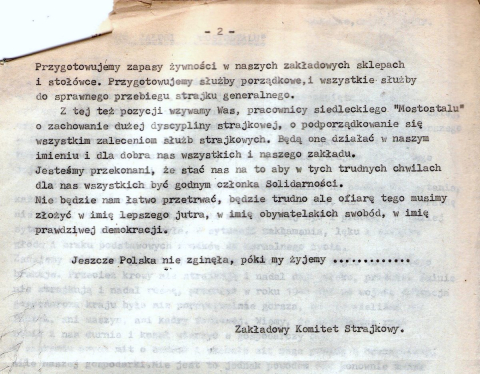 - 2 -
Przygotowujemy zapasy żywności w naszych zakładowych sklepach
i stołówce. Przygotowujemy służby porządkowe,i wszystkie służby
do sprawnego przebiegu strajku generalnego.
Z tej też pozycji wzywamy Was, pracownicy siedleckiego "Mostostalu"
o zachowanie dużej dyscypliny strajkowej, o podporządkowanie się
wszystkim zaleceniom służb strajkowych. Będą one działać w naszym
imieniu i dla dobra nas wszystkich i naszego zakładu.
Jesteśmy przekonani, że stać nas na to aby w tych trudnych chwilach
dla nas wszystkich być godnym członka Solidarności.
Nie będzie nam łatwo przetrwać, będzie trudno ale ofiarę tego musimy
złożyć w imię lepszego jutra, w imię obywatelskich swobód, w imię
prawdziwej demokracji.
Jeszcze Polska nie zginęła, póki my żyjemy .............
Zakładowy Komitet Strajkowy.